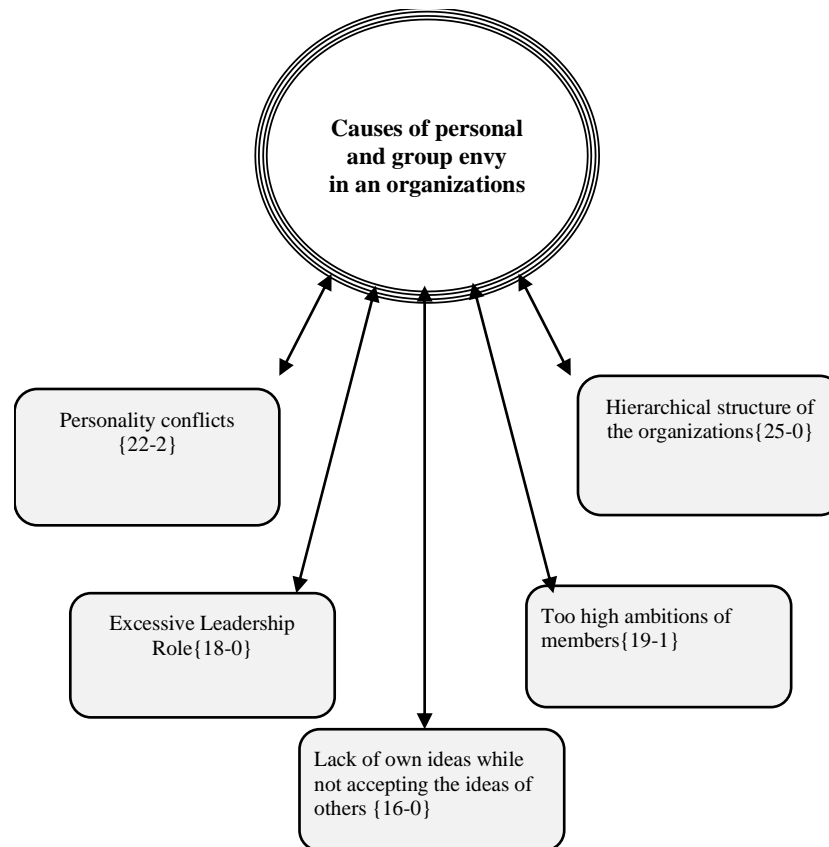 Causes of personal
and group envy
in an organizations
Personality conflicts
{22-2}
Hierarchical structure of
the organizations{25-0}
Excessive Leadership
Role{18-0}
Too high ambitions of
members{19-1}
Lack of own ideas while
not accepting the ideas of
others {16-0}